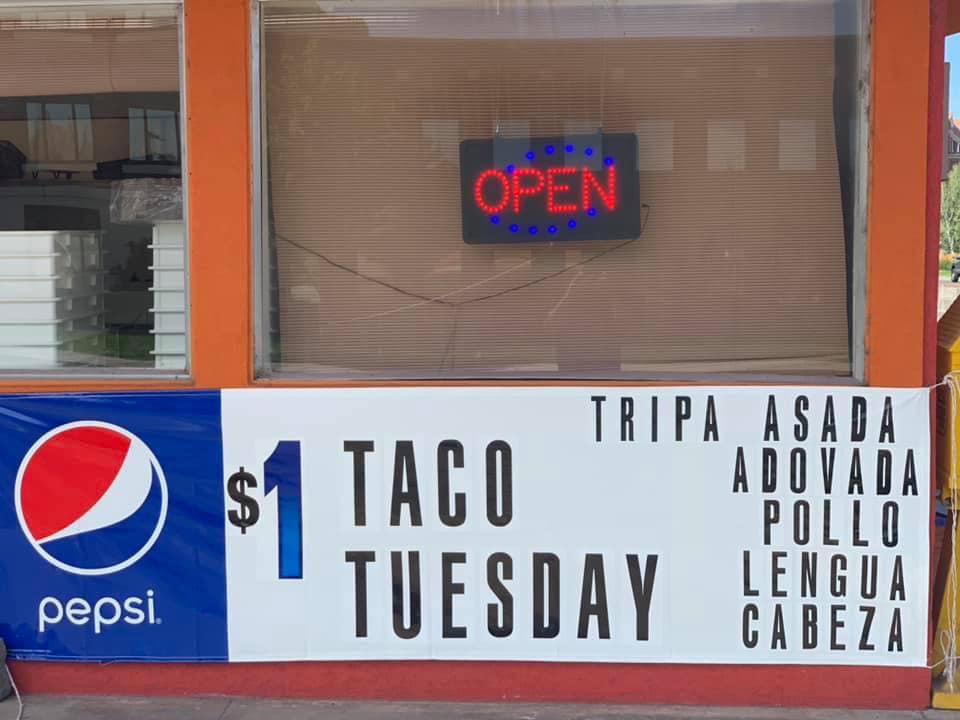 OPEN
pepsi
$1 TACO
TUESDAY
TRIPA ASADA
ADOVADA
POLLO
LENGUA
CABEZA